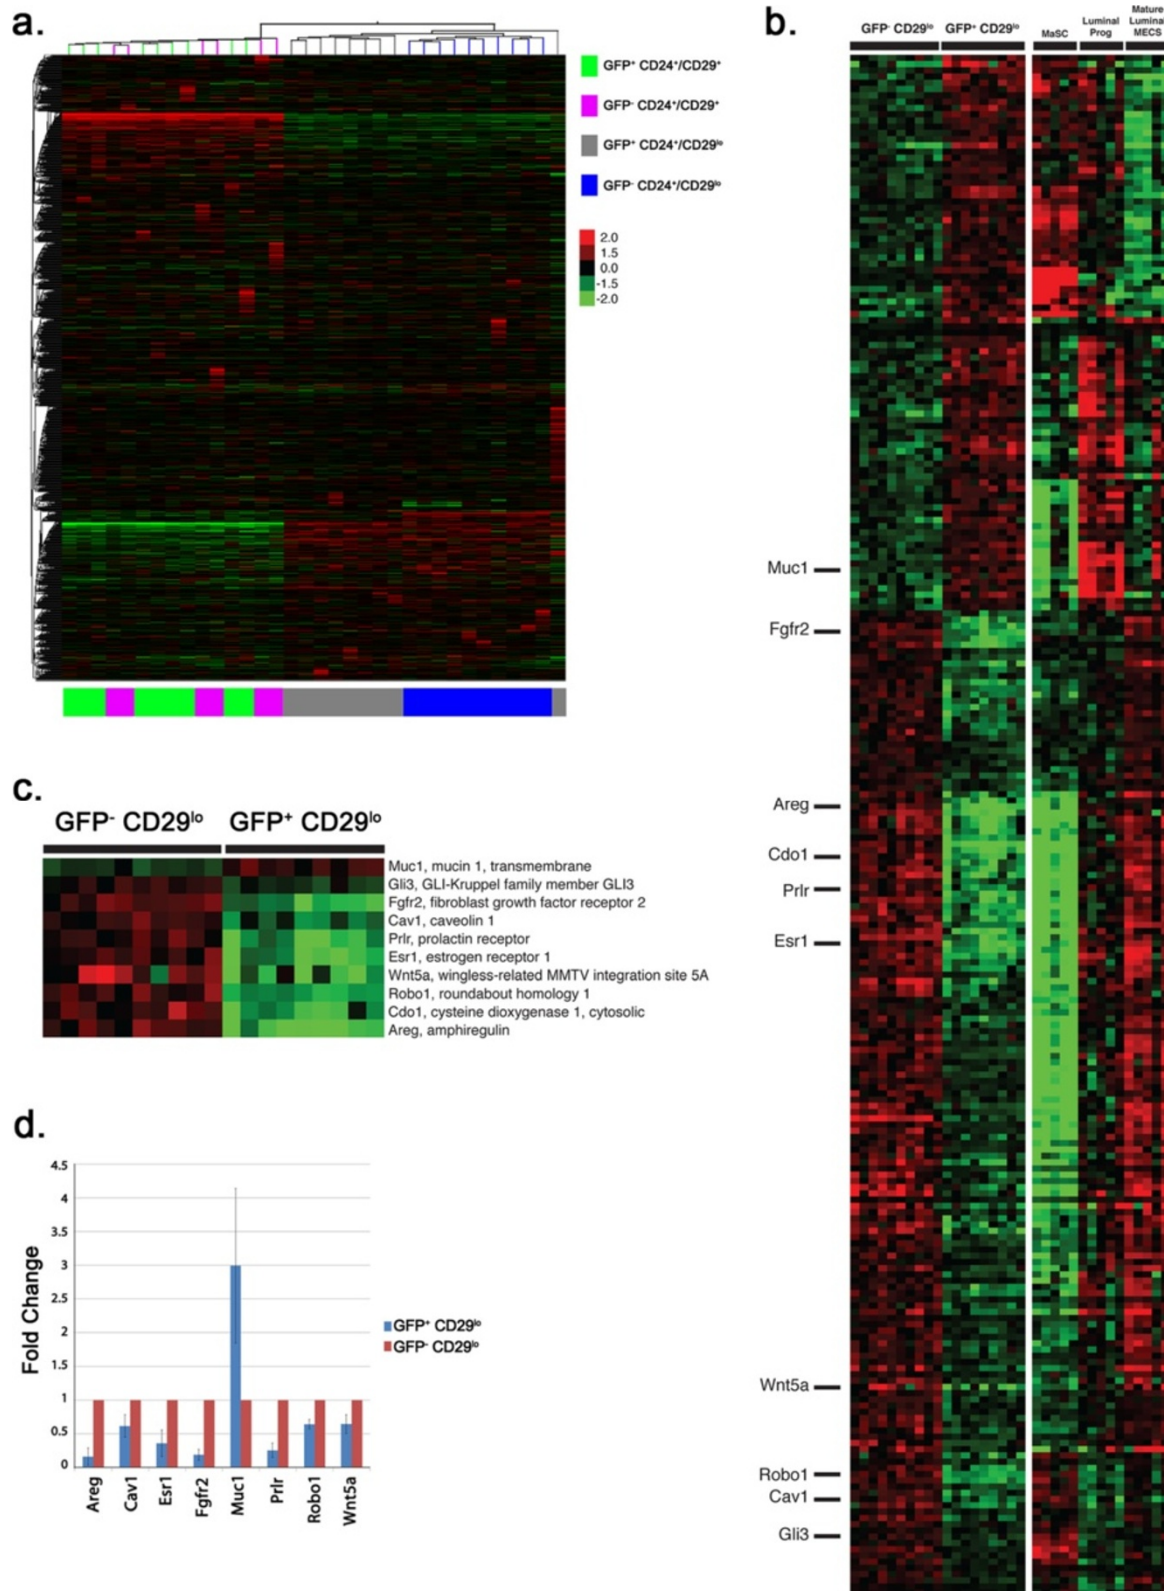 a.
GFP⁺ CD24⁺/CD29⁺
GFP⁻ CD24⁺/CD29⁺
GFP⁺ CD24⁺/CD29ˡᵒ
GFP⁻ CD24⁺/CD29ˡᵒ
2.0
1.5
0.0
-1.5
-2.0
b.
GFP⁻ CD29ˡᵒ GFP⁺ CD29ˡᵒ
MaSC
Luminal
Prog
Mature
Luminal
MECS
Muc1
Fgfr2
Areg
Cdo1
Prlr
Esr1
Wnt5a
Robo1
Cav1
Gli3
c.
GFP⁻ CD29ˡᵒ GFP⁺ CD29ˡᵒ
Muc1, mucin 1, transmembrane
Gli3, GLI-Kruppel family member GLI3
Fgfr2, fibroblast growth factor receptor 2
Cav1, caveolin 1
Prlr, prolactin receptor
Esr1, estrogen receptor 1
Wnt5a, wingless-related MMTV integration site 5A
Robo1, roundabout homology 1
Cdo1, cysteine dioxygenase 1, cytosolic
Areg, amphiregulin
d.
Fold Change
4.5
4
3.5
3
2.5
2
1.5
1
0.5
0
Areg
Cav1
Esr1
Fgfr2
Muc1
Prlr
Robo1
Wnt5a
GFP⁺ CD29ˡᵒ
GFP⁻ CD29ˡᵒ